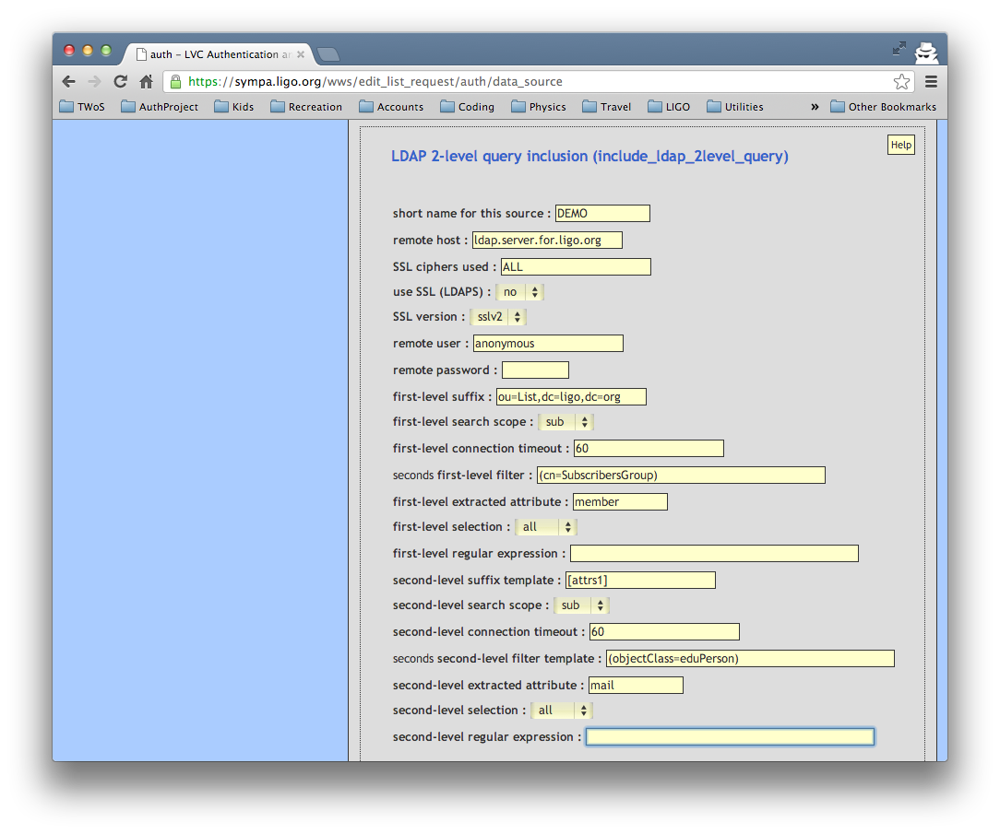 auth – LVC Authentication a
https://sympa.ligo.org/wws/edit_list_request/auth/data_source
TWoS AuthProject Kids Recreation Accounts Coding Physics Travel LIGO Utilities » Other Bookmarks
Help
LDAP 2-level query inclusion (include_ldap_2level_query)
short name for this source : DEMO
remote host : ldap.server.for.ligo.org
SSL ciphers used : ALL
use SSL (LDAPS) : no
SSL version : sslv2
remote user : anonymous
remote password :
first-level suffix : ou=List,dc=ligo,dc=org
first-level search scope : sub
first-level connection timeout : 60
seconds first-level filter : (cn=SubscribersGroup)
first-level extracted attribute : member
first-level selection : all
first-level regular expression :
second-level suffix template : [attrs1]
second-level search scope : sub
second-level connection timeout : 60
seconds second-level filter template : (objectClass=eduPerson)
second-level extracted attribute : mail
second-level selection : all
second-level regular expression :